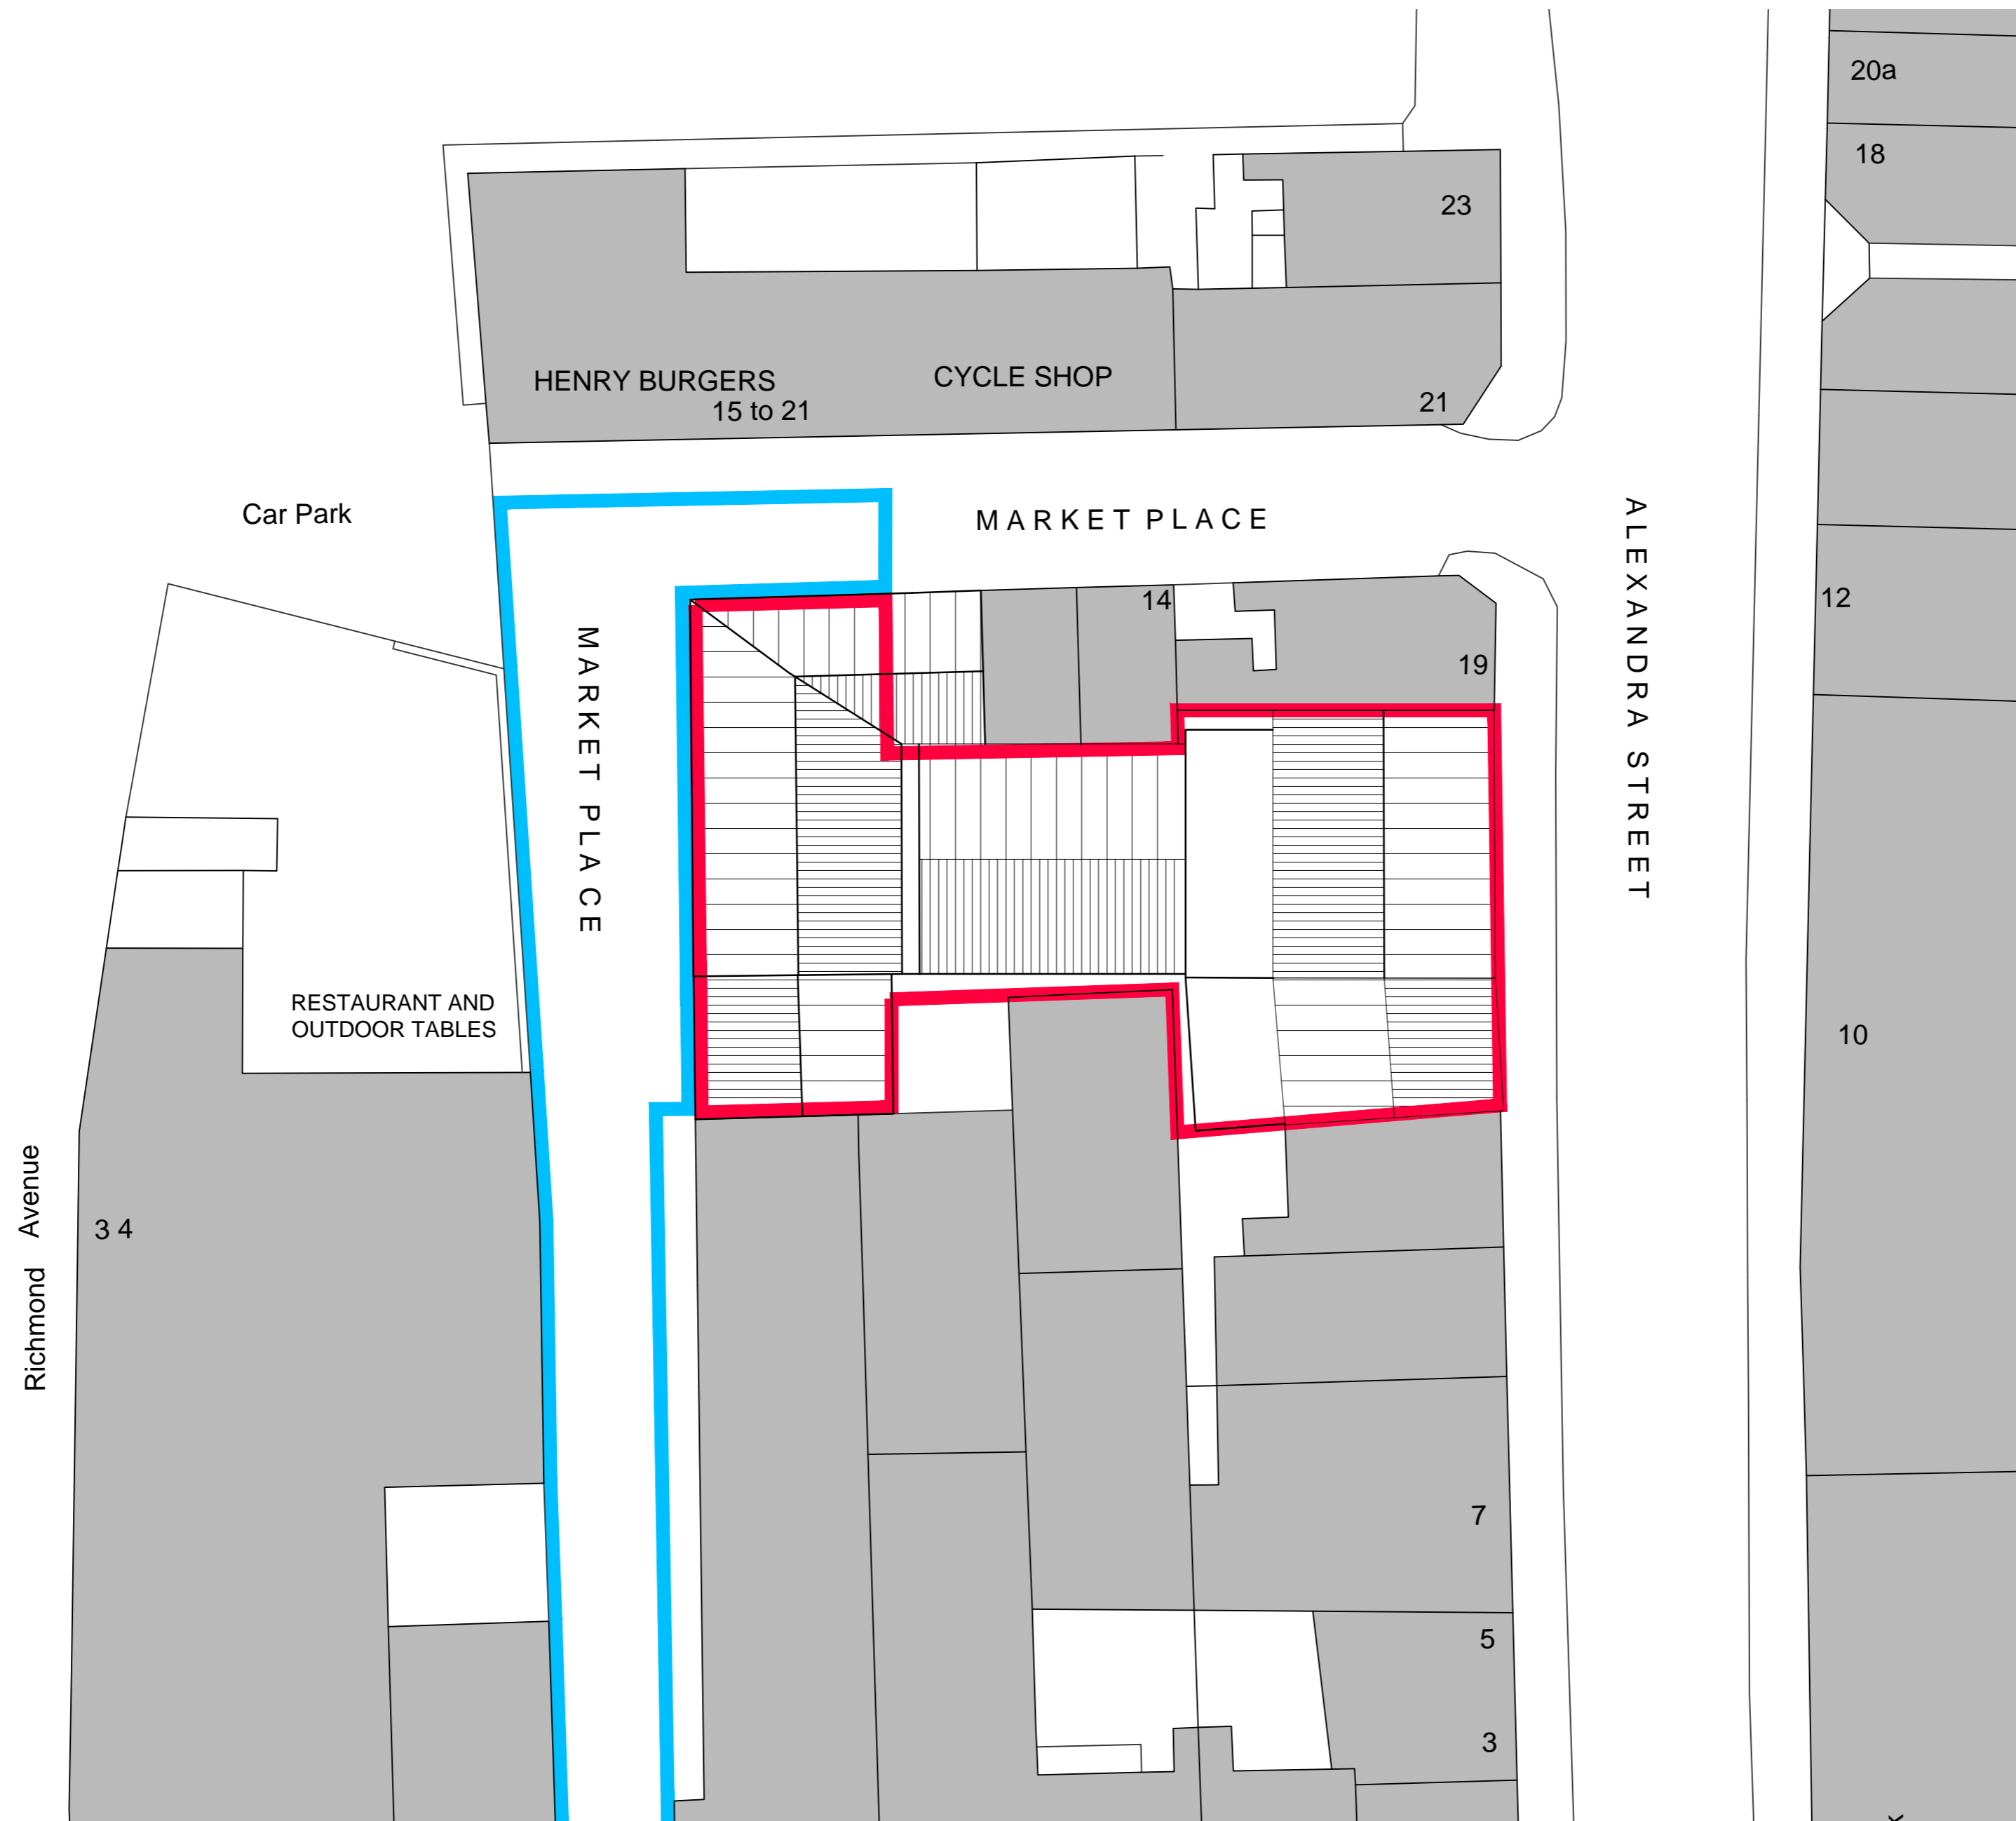 20a
18
23
HENRY BURGERS
15 to 21
CYCLE SHOP
21
Car Park
MARKET PLACE
ALEXANDRA STREET
12
14
19
MARKET PLACE
RESTAURANT AND
OUTDOOR TABLES
10
Richmond Avenue
3 4
7
5
3